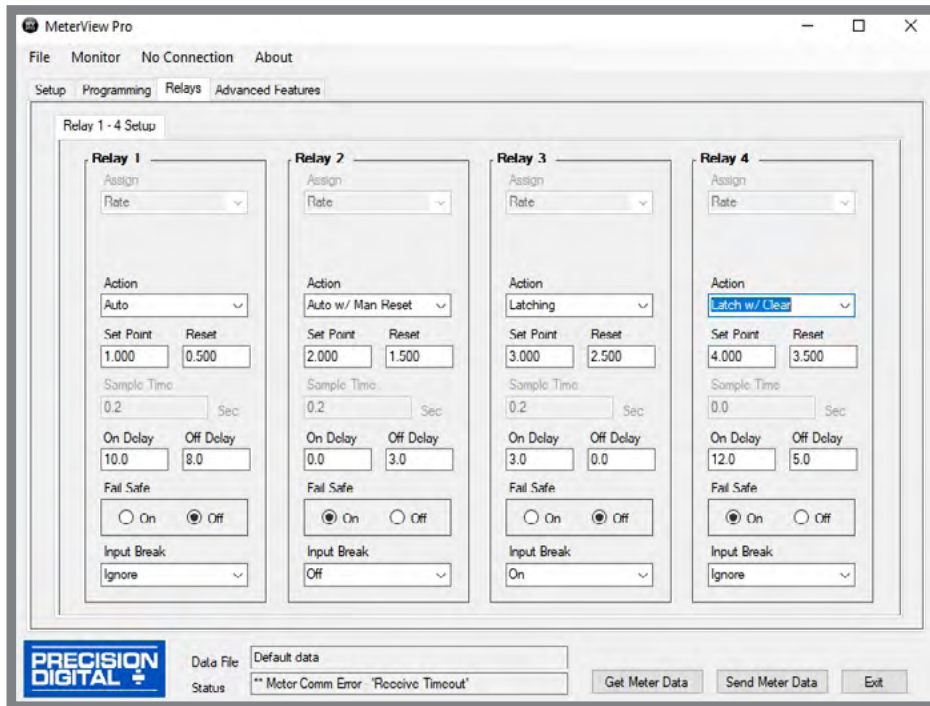 MeterView Pro
File Monitor No Connection About
Setup Programming Relays Advanced Features
Relay 1 - 4 Setup
Relay 1
Assign
Rate
Action
Auto
Set Point Reset
1.000 0.500
Sample Time
0.2 Sec
On Delay Off Delay
10.0 8.0
Fail Safe
On Off
Input Break
Ignore
Relay 2
Assign
Rate
Action
Auto w/ Man Reset
Set Point Reset
2.000 1.500
Sample Time
0.2 Sec
On Delay Off Delay
0.0 3.0
Fail Safe
On Off
Input Break
Off
Relay 3
Assign
Rate
Action
Latching
Set Point Reset
3.000 2.500
Sample Time
0.2 Sec
On Delay Off Delay
3.0 0.0
Fail Safe
On Off
Input Break
On
Relay 4
Assign
Rate
Action
Latch w/ Clear
Set Point Reset
4.000 3.500
Sample Time
0.0 Sec
On Delay Off Delay
12.0 5.0
Fail Safe
On Off
Input Break
Ignore
PRECISION
DIGITAL
Data File Default data
Status ** Meter Comm Error 'Receive Timeout'
Get Meter Data Send Meter Data Exit